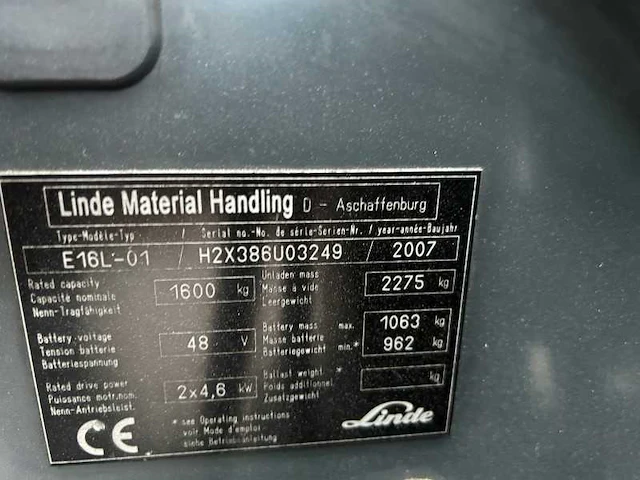 Linde Material Handling D - Aschaffenburg
Type-Modèle-Typ / Serial no.-No. de série-Serien-Nr. / year-année-Baujahr
E16L-01 / H2X386U03249 / 2007
Rated capacity
Capacité nominale 1600 kg
Nenn-Tragfähigkeit
Unladen mass
Masse à vide 2275 kg
Leergewicht
Battery voltage
Tension batterie 48 V
Batteriespannung
Battery mass max. 1063 kg
Masse batterie
Batteriegewicht min.* 962 kg
Rated drive power
Puissance motr.nom. 2x4,6 kW
Nenn-Antriebsleist.
Ballast weight *
Poids additionnel kg
Zusatzgewicht
CE
* see Operating instructions
voir Mode d'emploi
siehe Betriebsanleitung
Linde